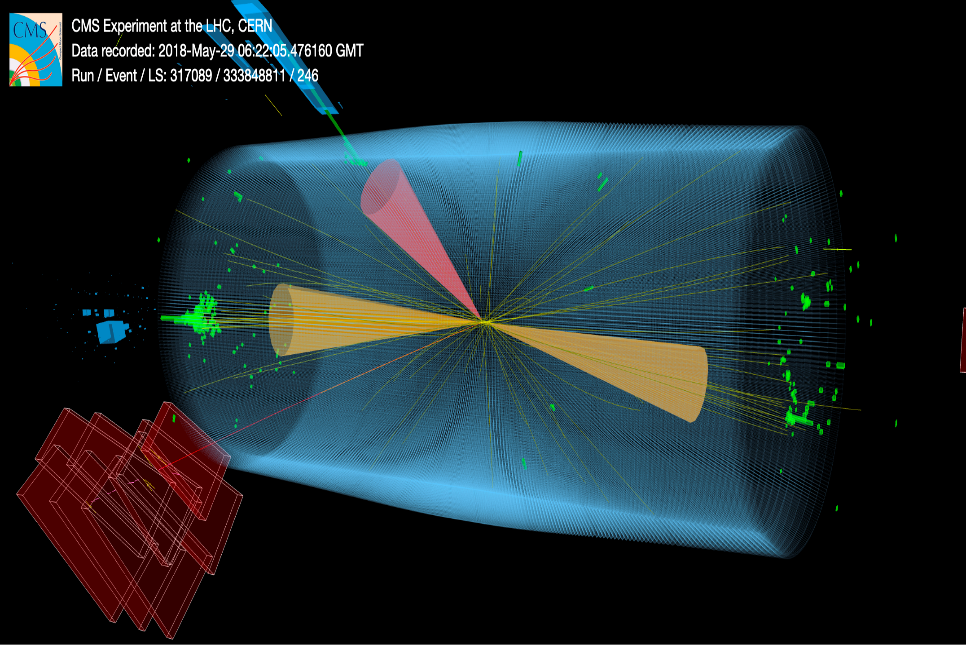 CMS
CMS Experiment at the LHC, CERN
Data recorded: 2018-May-29 06:22:05.476160 GMT
Run / Event / LS: 317089 / 333848811 / 246